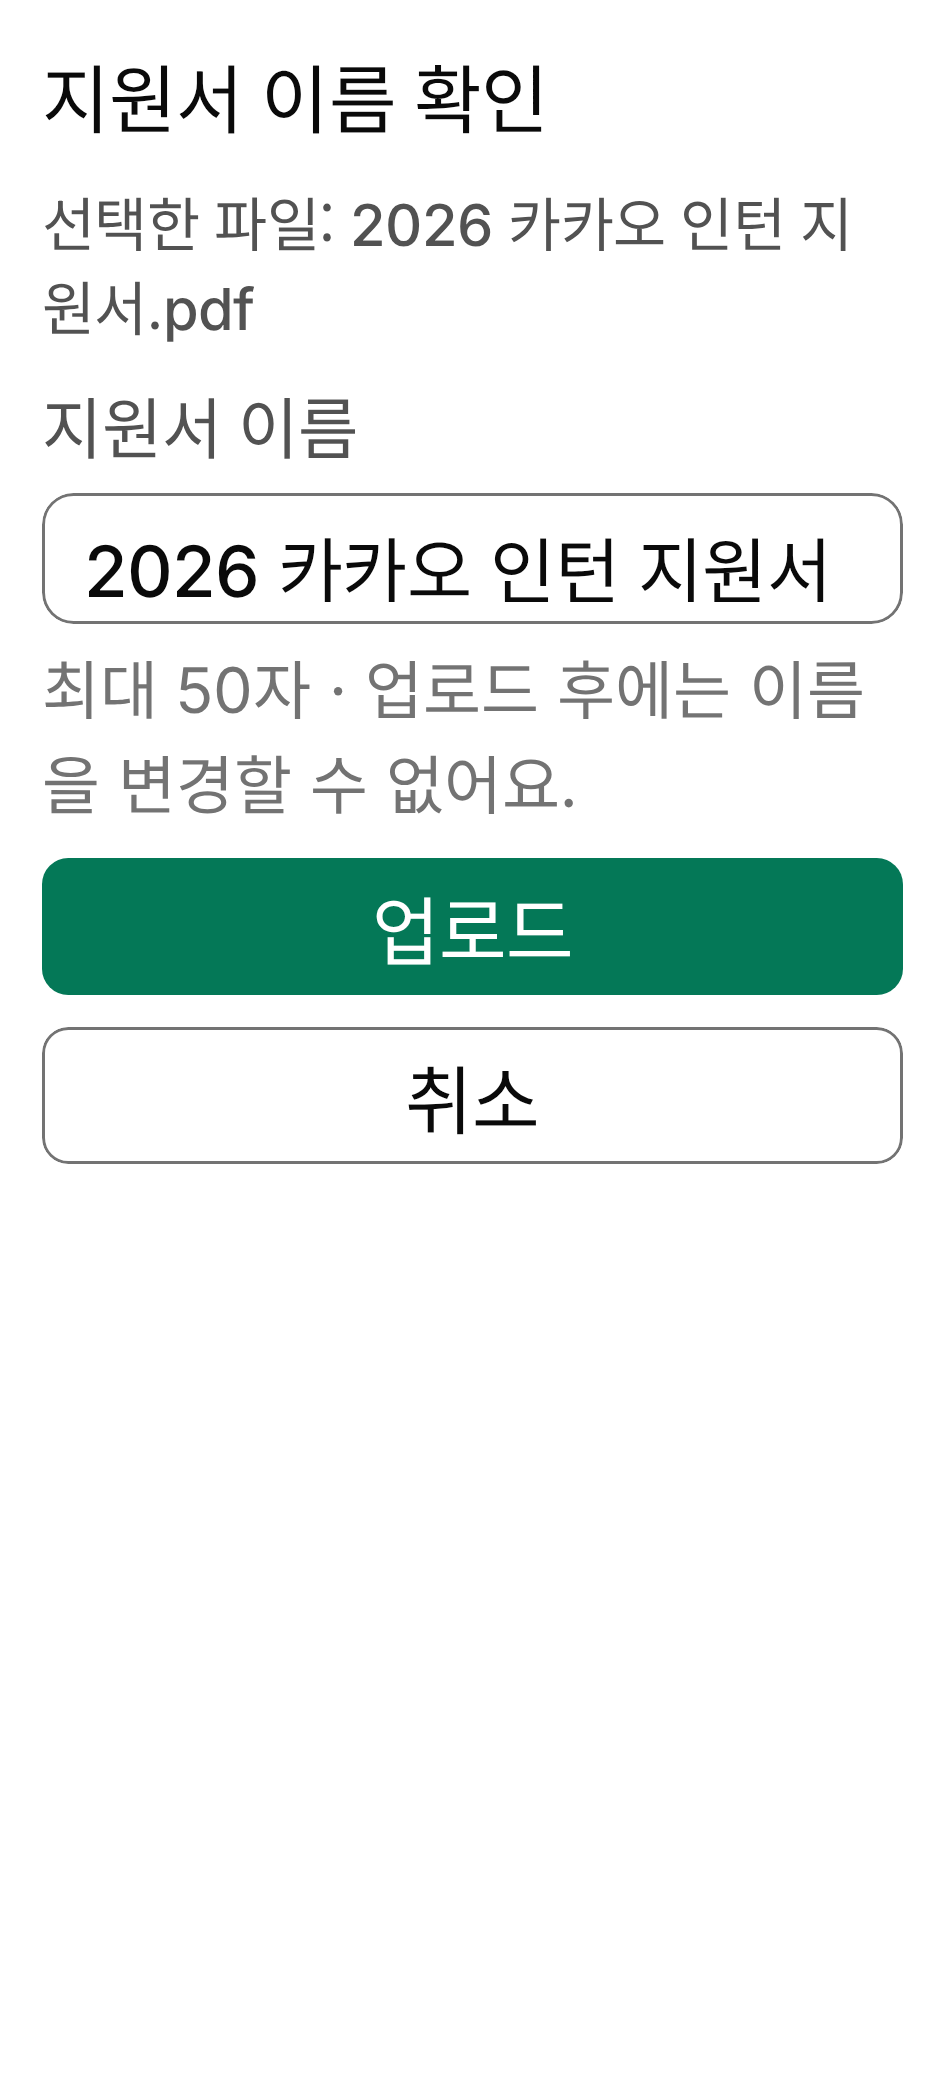 지원서 이름 확인
선택한 파일: 2026 카카오 인턴 지
원서.pdf
지원서 이름
2026 카카오 인턴 지원서
최대 50자 · 업로드 후에는 이름
을 변경할 수 없어요.
업로드
취소